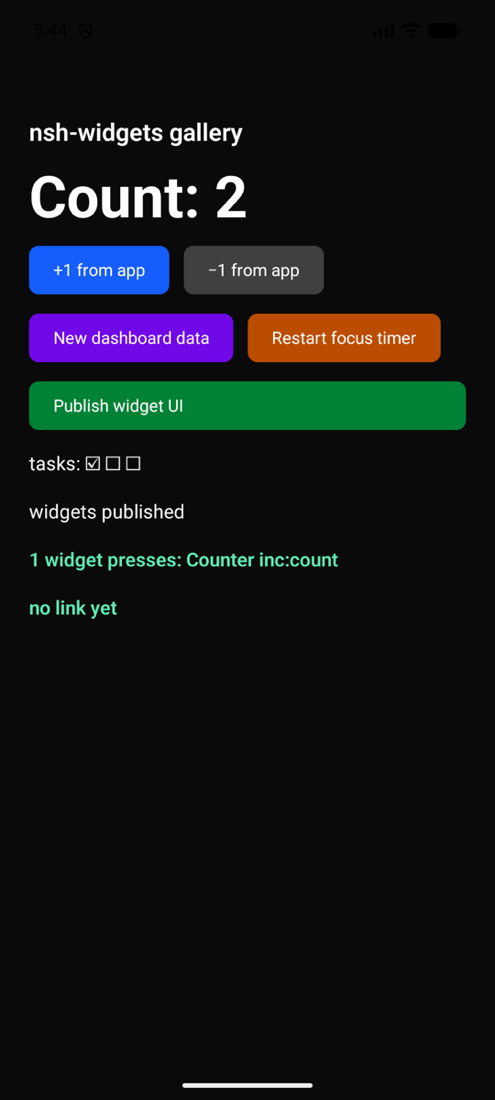 5:44
nsh-widgets gallery
Count: 2
+1 from app
−1 from app
New dashboard data
Restart focus timer
Publish widget UI
tasks: ☑ ☐ ☐
widgets published
1 widget presses: Counter inc:count
no link yet